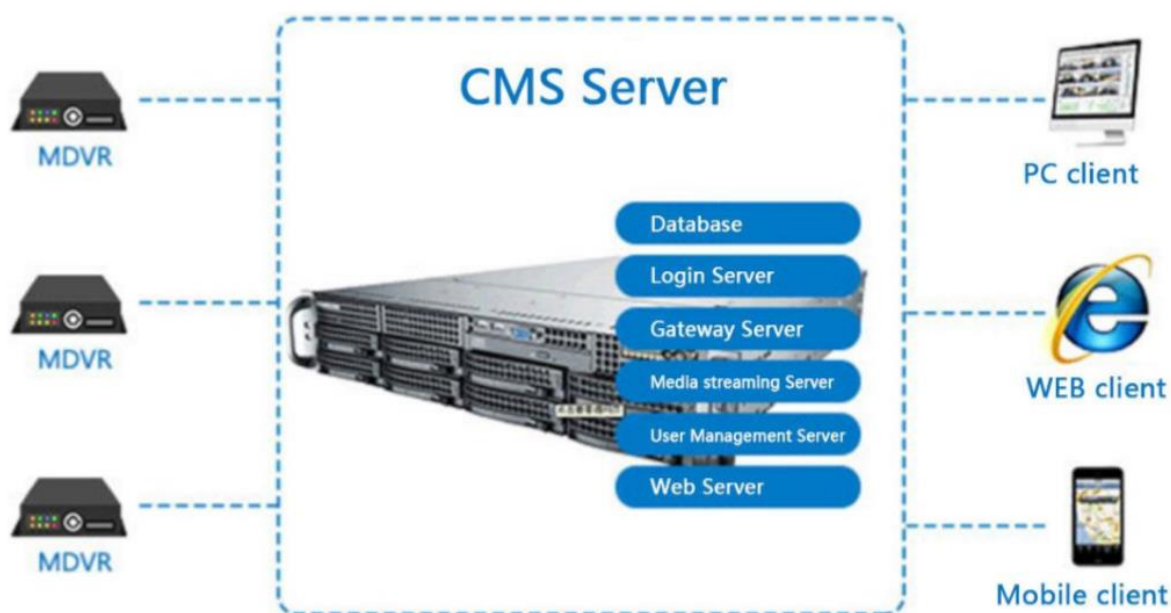 CMS Server
MDVR
PC client
Database
Login Server
Gateway Server
MDVR
Media streaming Server
WEB client
User Management Server
Web Server
MDVR
Mobile client